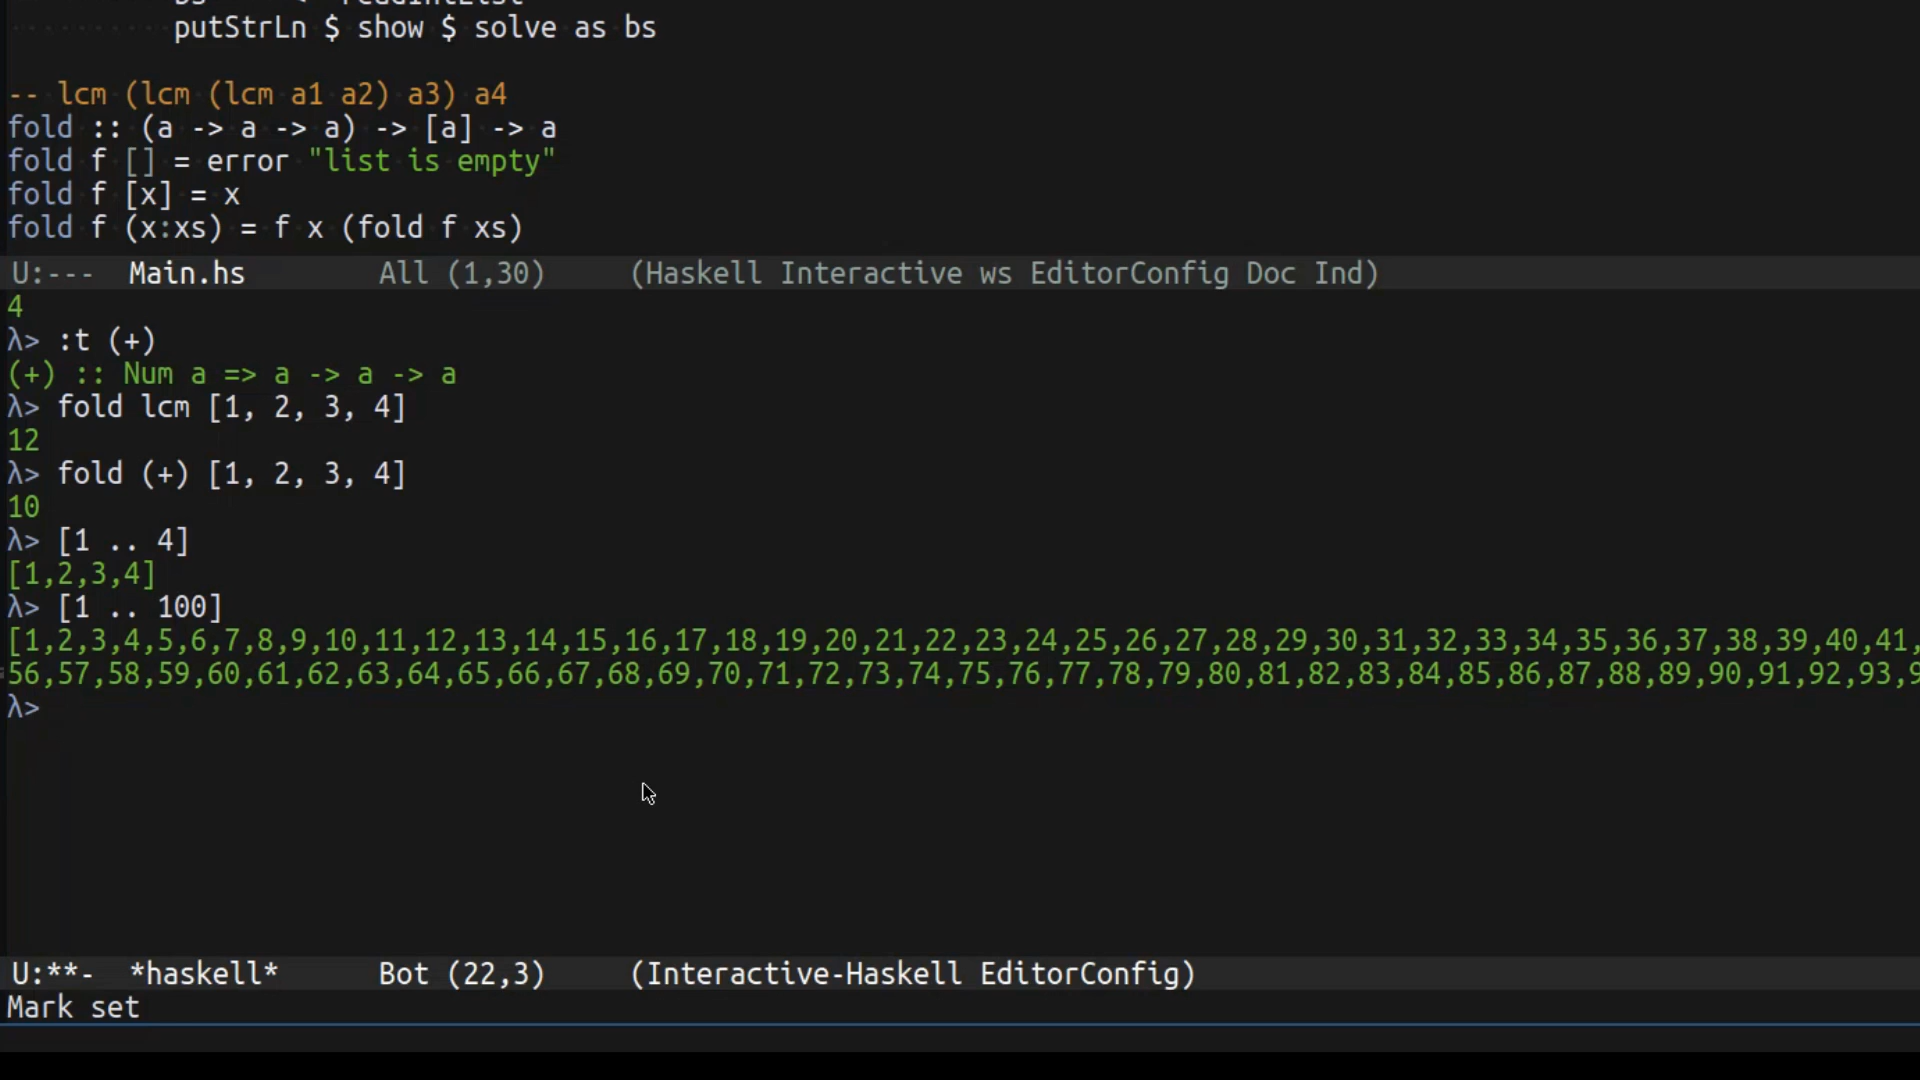 putStrLn $ show $ solve as bs
-- lcm (lcm (lcm a1 a2) a3) a4
fold :: (a -> a -> a) -> [a] -> a
fold f [] = error "list is empty"
fold f [x] = x
fold f (x:xs) = f x (fold f xs)
U:--- Main.hs All (1,30) (Haskell Interactive ws EditorConfig Doc Ind)
4
λ> :t (+)
(+) :: Num a => a -> a -> a
λ> fold lcm [1, 2, 3, 4]
12
λ> fold (+) [1, 2, 3, 4]
10
λ> [1 .. 4]
[1,2,3,4]
λ> [1 .. 100]
[1,2,3,4,5,6,7,8,9,10,11,12,13,14,15,16,17,18,19,20,21,22,23,24,25,26,27,28,29,30,31,32,33,34,35,36,37,38,39,40,41,
56,57,58,59,60,61,62,63,64,65,66,67,68,69,70,71,72,73,74,75,76,77,78,79,80,81,82,83,84,85,86,87,88,89,90,91,92,93,9
λ>
U:**- *haskell* Bot (22,3) (Interactive-Haskell EditorConfig)
Mark set